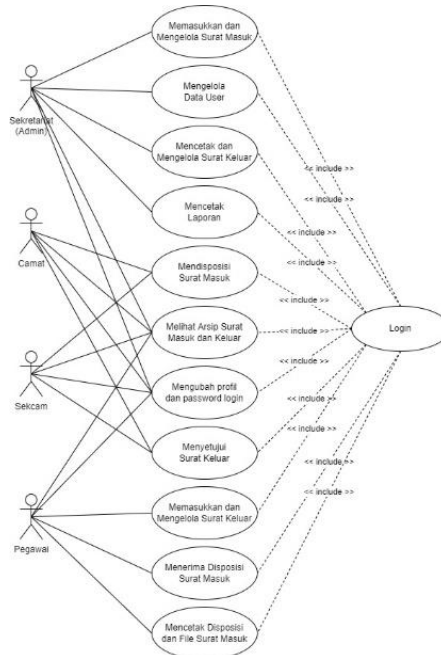 Memasukkan dan
Mengelola Surat Masuk
Mengelola
Data User
Sekretariat
(Admin)
Mencetak dan
Mengelola Surat Keluar
<< include >>
<< include >>
Mencetak
Laporan
<< include >>
Camat
<< include >>
Mendisposisi
Surat Masuk
<< include >>
Melihat Arsip Surat
Masuk dan Keluar
<< include >>
Login
Mengubah profil
dan password login
<< include >>
Sekcam
<< include >>
Menyetujui
Surat Keluar
<< include >>
Memasukkan dan
Mengelola Surat Keluar
<< include >>
Pegawai
<< include >>
Menerima Disposisi
Surat Masuk
Mencetak Disposisi
dan File Surat Masuk